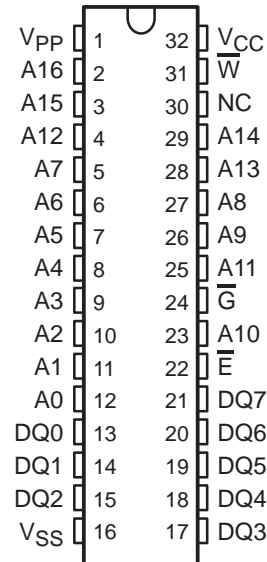 VPP 1 32 VCC
A16 2 31 W̅
A15 3 30 NC
A12 4 29 A14
A7 5 28 A13
A6 6 27 A8
A5 7 26 A9
A4 8 25 A11
A3 9 24 G̅
A2 10 23 A10
A1 11 22 E̅
A0 12 21 DQ7
DQ0 13 20 DQ6
DQ1 14 19 DQ5
DQ2 15 18 DQ4
VSS 16 17 DQ3